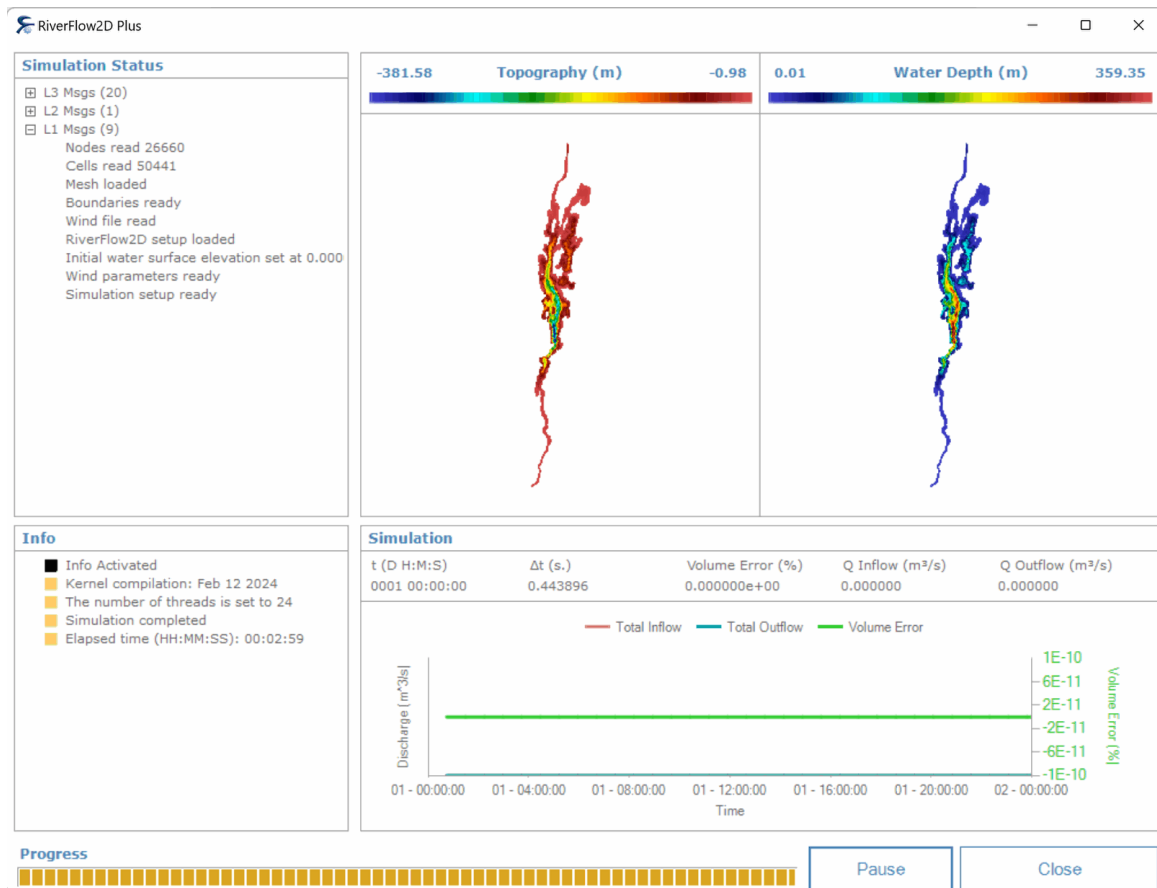 RiverFlow2D Plus
Simulation Status
L3 Msgs (20)
L2 Msgs (1)
L1 Msgs (9)
Nodes read 26660
Cells read 50441
Mesh loaded
Boundaries ready
Wind file read
RiverFlow2D setup loaded
Initial water surface elevation set at 0.000
Wind parameters ready
Simulation setup ready
-381.58 Topography (m) -0.98
0.01 Water Depth (m) 359.35
Info
Info Activated
Kernel compilation: Feb 12 2024
The number of threads is set to 24
Simulation completed
Elapsed time (HH:MM:SS): 00:02:59
Simulation
t (D H:M:S) Δt (s.) Volume Error (%) Q Inflow (m³/s) Q Outflow (m³/s)
0001 00:00:00 0.443896 0.000000e+00 0.000000 0.000000
Total Inflow Total Outflow Volume Error
Discharge (m^3/s)
1E-10
6E-11
2E-11
-2E-11
-6E-11
-1E-10
Volume Error (%)
01 - 00:00:00 01 - 04:00:00 01 - 08:00:00 01 - 12:00:00 01 - 16:00:00 01 - 20:00:00 02 - 00:00:00
Time
Progress
Pause
Close